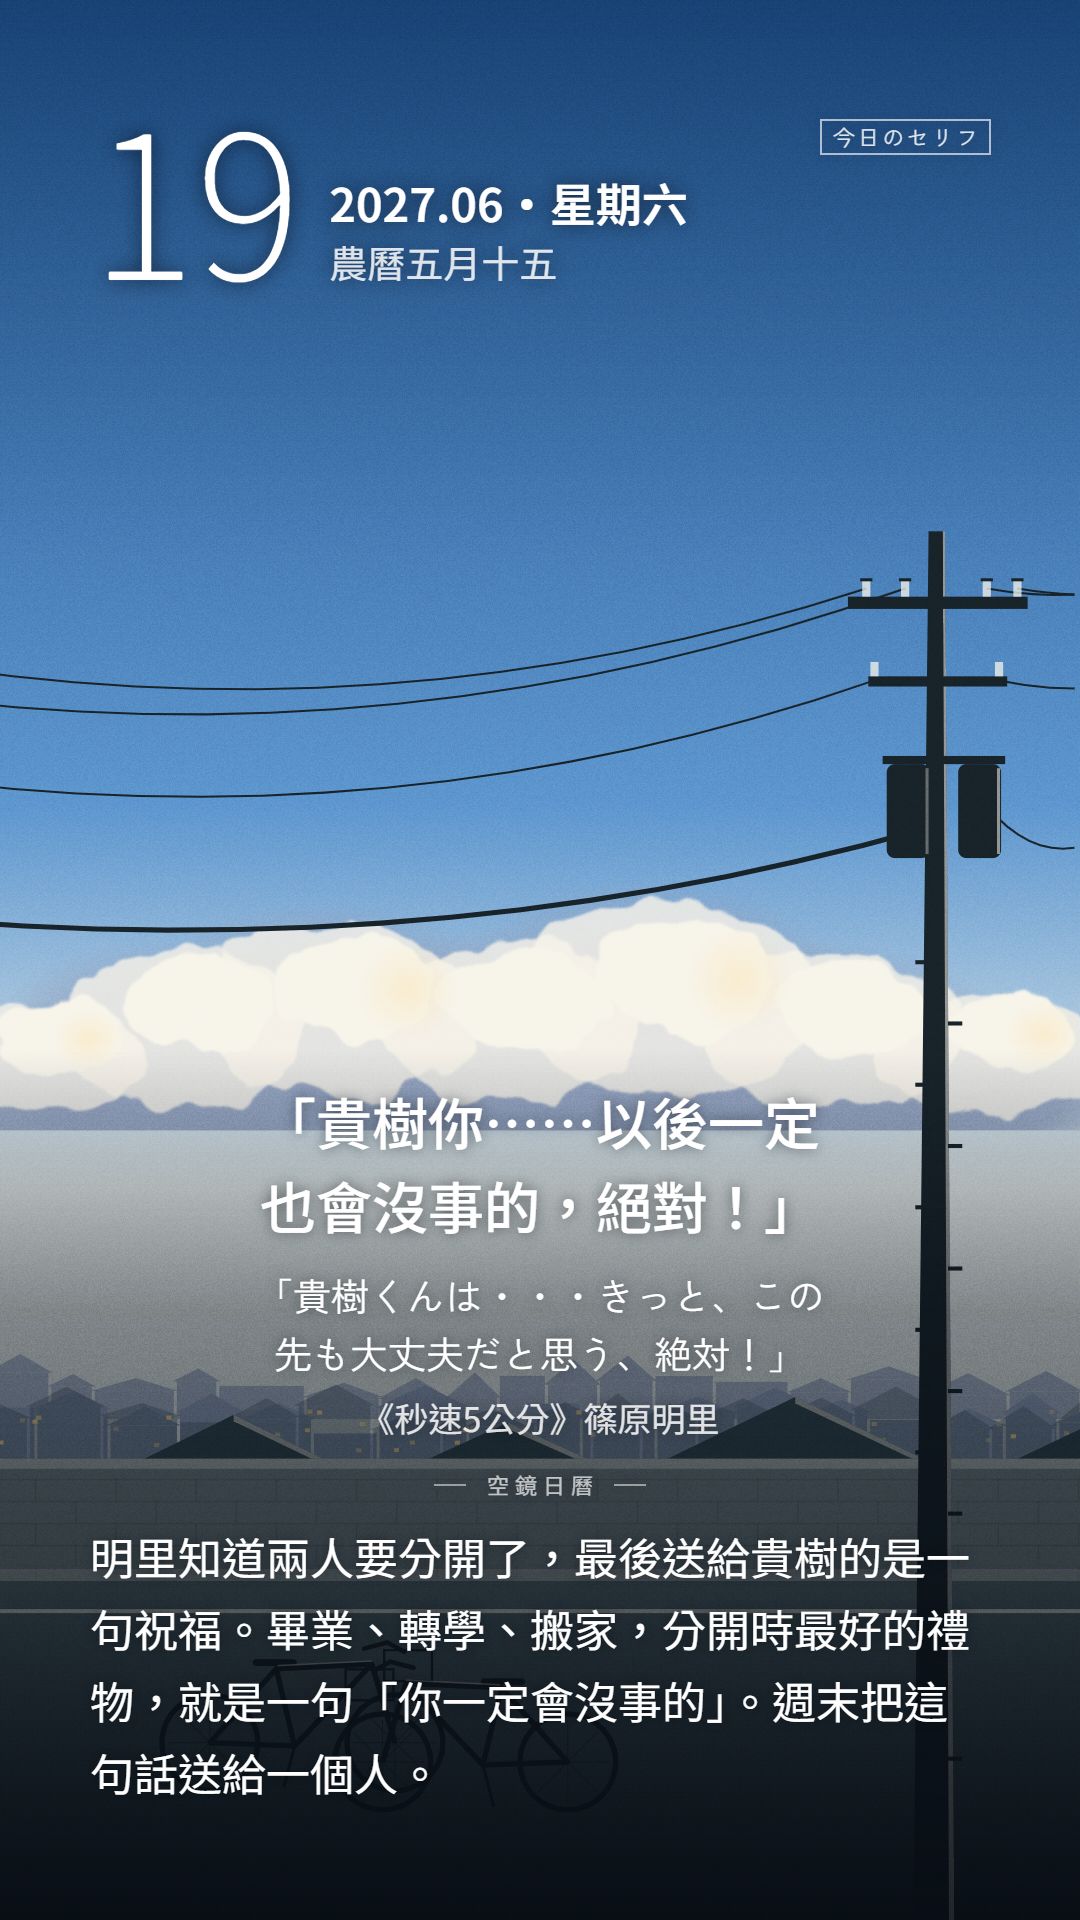 19
今日のセリフ
2027.06・星期六
農曆五月十五
「貴樹你⋯⋯以後一定
也會沒事的，絕對！」
「貴樹くんは・・・きっと、この
先も大丈夫だと思う、絶対！」
《秒速5公分》篠原明里
空鏡日曆
明里知道兩人要分開了，最後送給貴樹的是一
句祝福。畢業、轉學、搬家，分開時最好的禮
物，就是一句「你一定會沒事的」。週末把這
句話送給一個人。